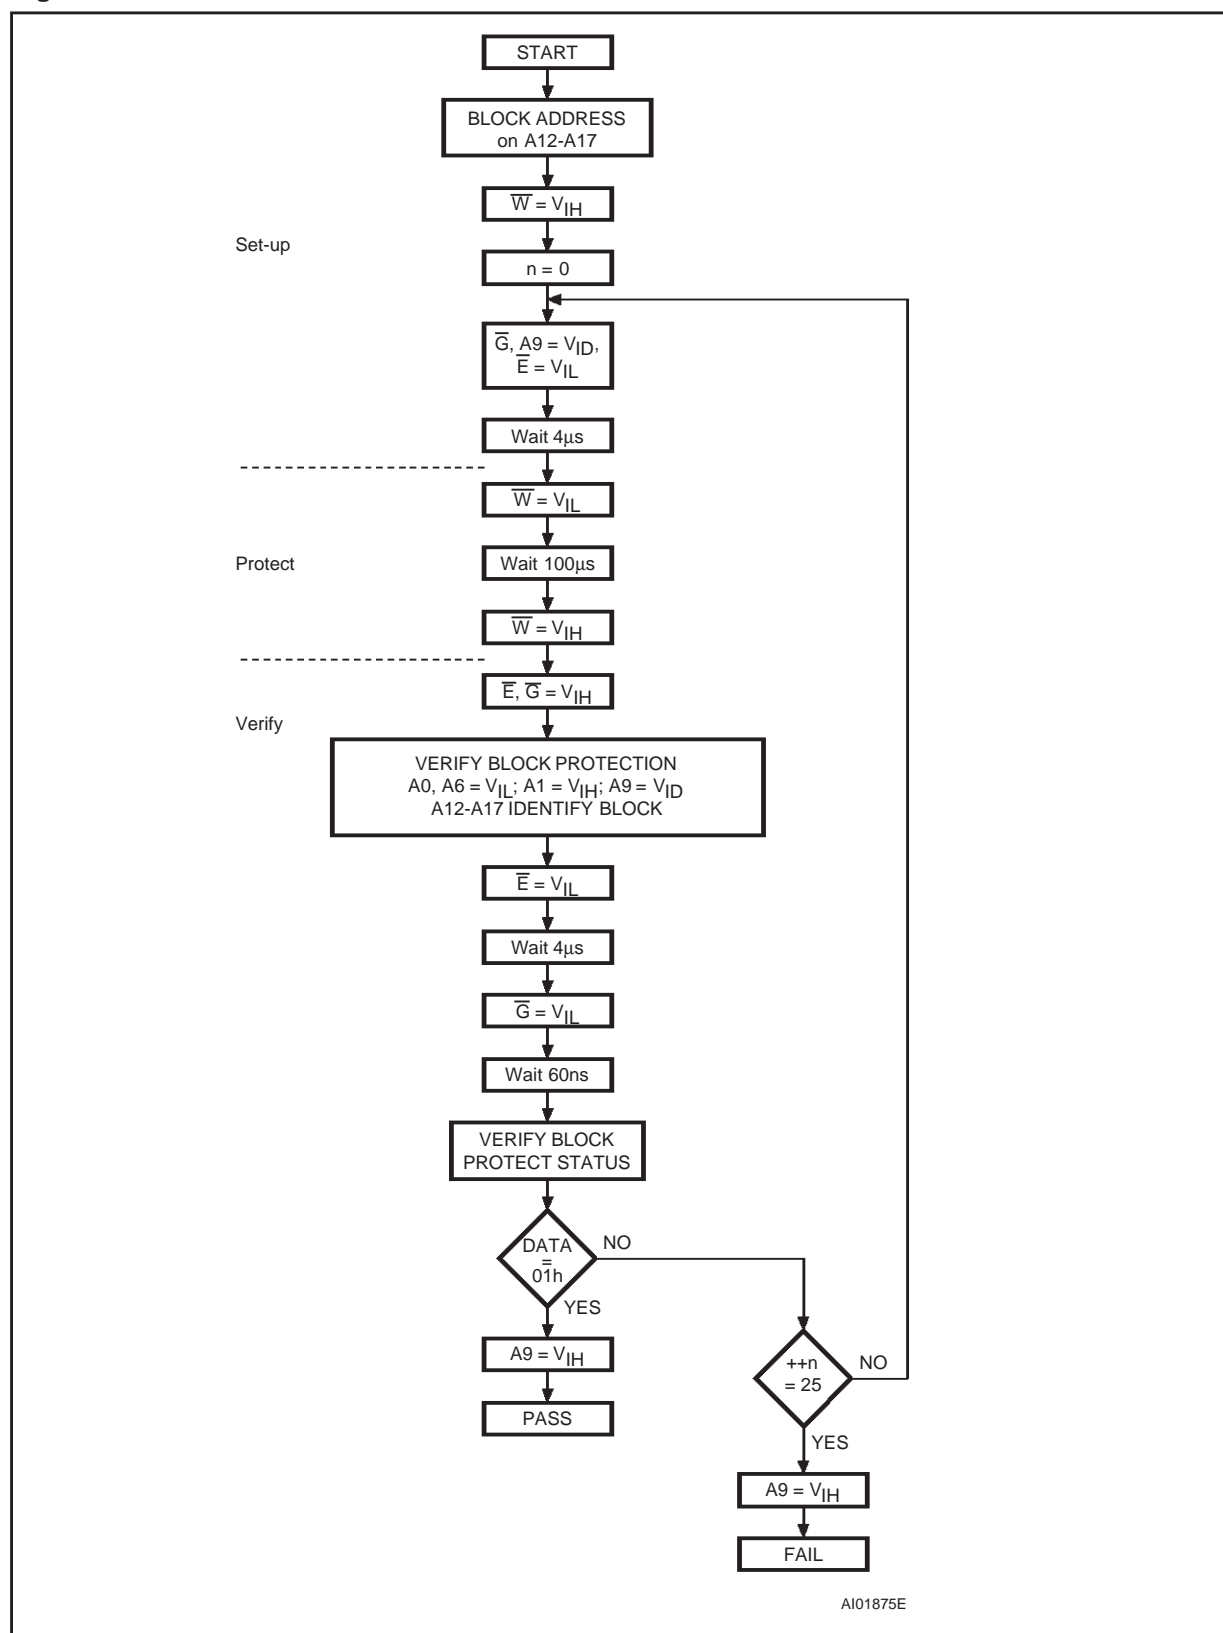 START
BLOCK ADDRESS
on A12-A17
W̅ = VIH
Set-up
n = 0
G̅, A9 = VID,
E̅ = VIL
Wait 4µs
W̅ = VIL
Protect
Wait 100µs
W̅ = VIH
E̅, G̅ = VIH
Verify
VERIFY BLOCK PROTECTION
A0, A6 = VIL; A1 = VIH; A9 = VID
A12-A17 IDENTIFY BLOCK
E̅ = VIL
Wait 4µs
G̅ = VIL
Wait 60ns
VERIFY BLOCK
PROTECT STATUS
DATA
=
01h
NO
YES
A9 = VIH
PASS
++n
= 25
NO
YES
A9 = VIH
FAIL
AI01875E